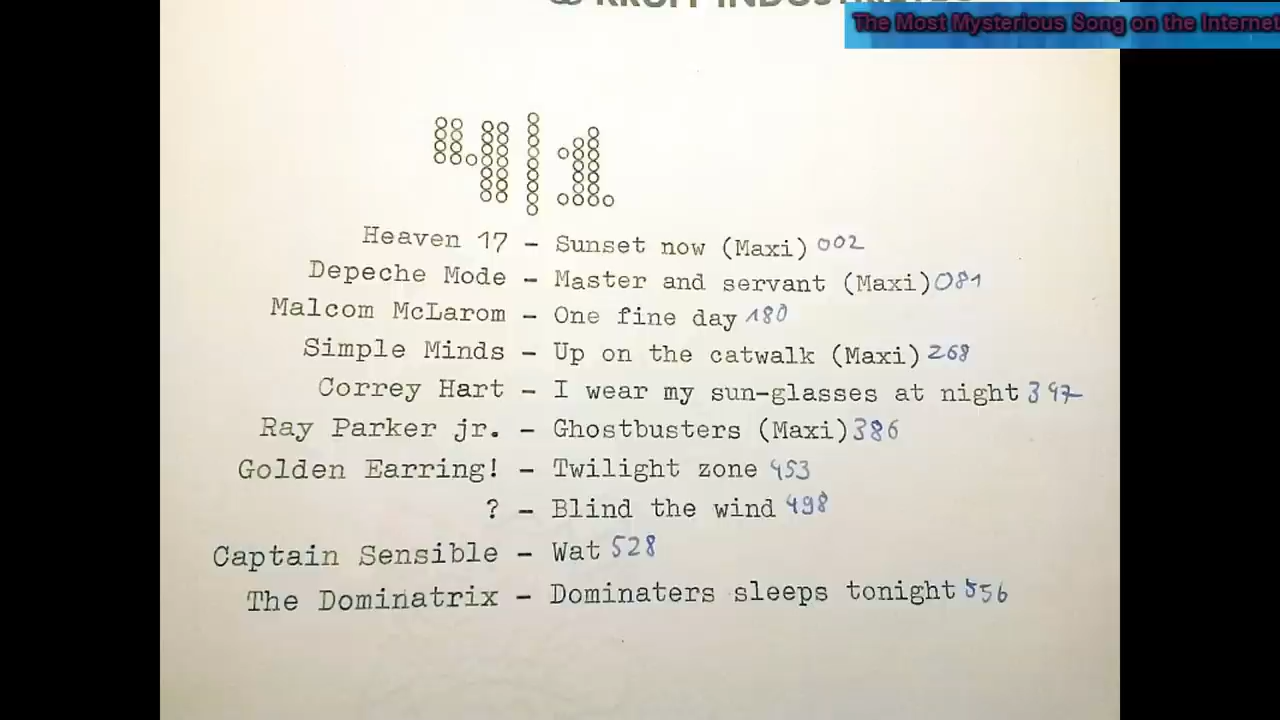 The Most Mysterious Song on the Internet
4|1
Heaven 17 - Sunset now (Maxi) 002
Depeche Mode - Master and servant (Maxi) 081
Malcom McLarom - One fine day 180
Simple Minds - Up on the catwalk (Maxi) 268
Correy Hart - I wear my sun-glasses at night 347
Ray Parker jr. - Ghostbusters (Maxi) 386
Golden Earring! - Twilight zone 453
? - Blind the wind 498
Captain Sensible - Wat 528
The Dominatrix - Dominaters sleeps tonight 556